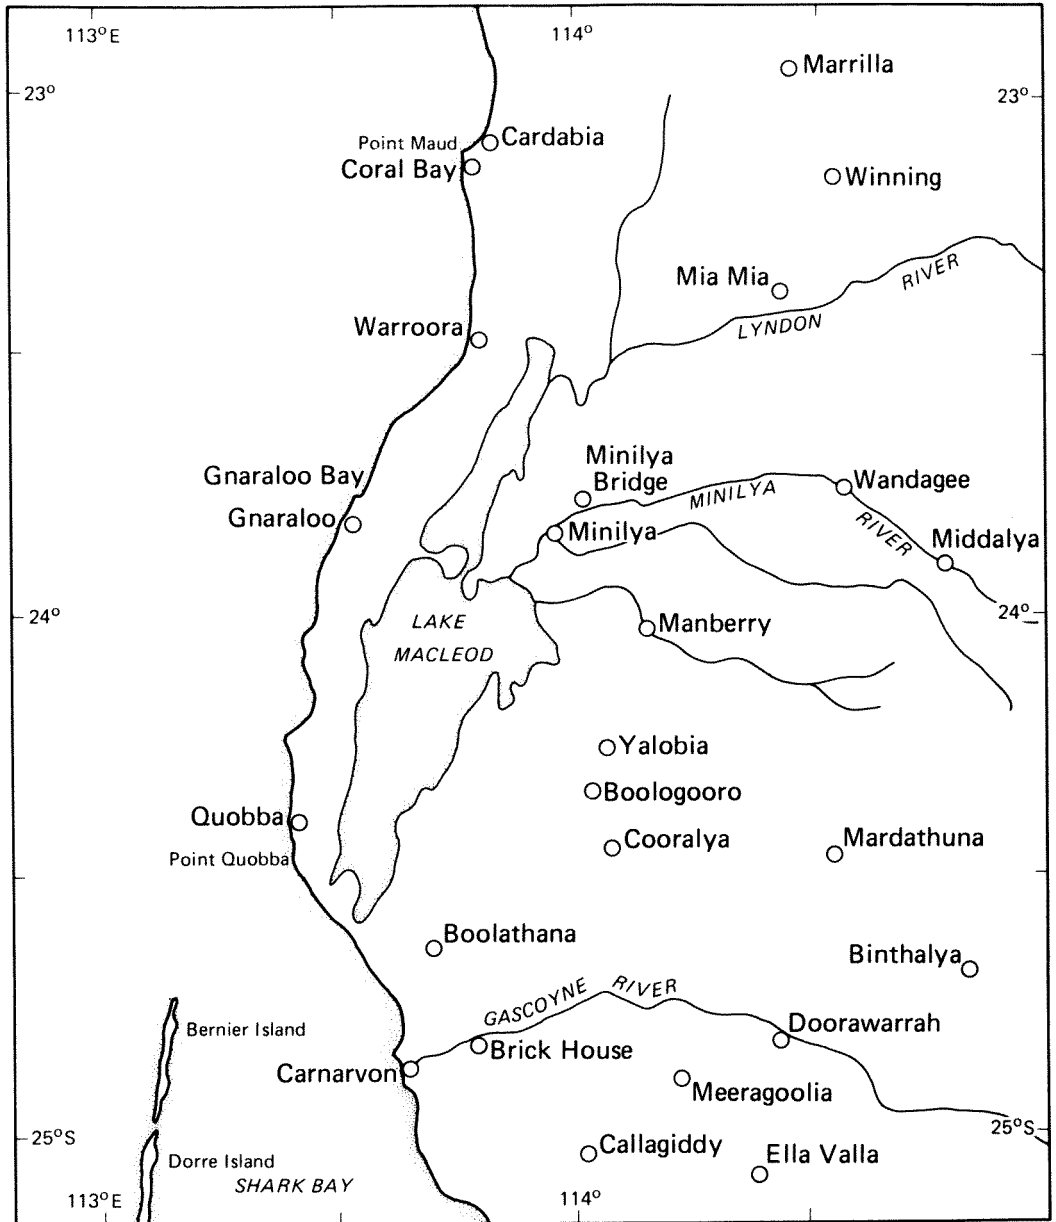 113°E
114°
Marrilla
23°
23°
Point Maud
Cardabia
Coral Bay
Winning
Mia Mia
RIVER
LYNDON
Warroora
Minilya
Bridge
Gnaraloo Bay
MINILYA
Wandagee
Gnaraloo
Minilya
RIVER
Middalya
24°
24°
LAKE
MACLEOD
Manberry
Yalobia
Boologooro
Quobba
Cooralya
Mardathuna
Point Quobba
Boolathana
Binthalya
GASCOYNE RIVER
Bernier Island
Doorawarrah
Brick House
Carnarvon
Meeragoolia
25°S
25°S
Callagiddy
Ella Valla
Dorre Island
SHARK BAY
113°E
114°